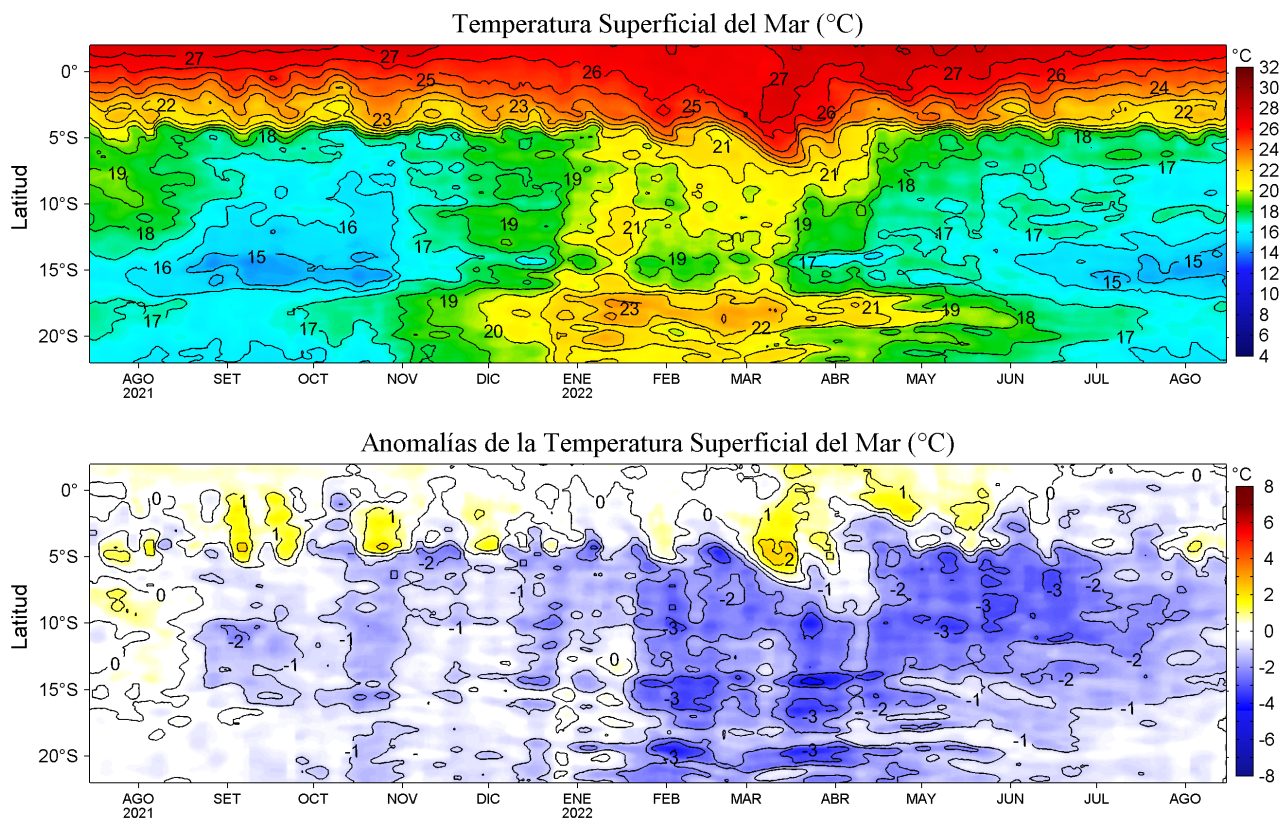 Temperatura Superficial del Mar (°C)
27 27 26 27 27 26
25 25 26 24
22 23 23 22
18 21 21 18
19 19 18 17
18 16 19 21 19 17 17
16 15 17 19 17 15
17 17 19 20 23 22 21 19 18 15 17
Latitud
0°
5°S
10°S
15°S
20°S
AGO SET OCT NOV DIC ENE FEB MAR ABR MAY JUN JUL AGO
2021 2022
°C
32
30
28
26
24
22
20
18
16
14
12
10
8
6
4
Anomalías de la Temperatura Superficial del Mar (°C)
0 1 1 1 0 0 1 1 0 0
0 -2 -1 -2 2 -1 -2 -3 -3 -2
0 -2 -1 -1 0 -3 -3 -2
-1 -1 -3 -3 -2 -1 -1
-3 -3 -1
Latitud
0°
5°S
10°S
15°S
20°S
AGO SET OCT NOV DIC ENE FEB MAR ABR MAY JUN JUL AGO
2021 2022
°C
8
6
4
2
0
-2
-4
-6
-8